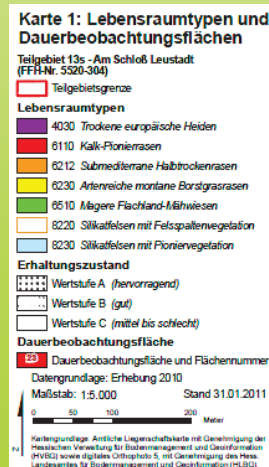 Karte 1: Lebensraumtypen und
Dauerbeobachtungsflächen
Teilgebiet 13s - Am Schloß Leustadt
(FFH-Nr. 5520-304)
Teilgebietsgrenze
Lebensraumtypen
4030 Trockene europäische Heiden
6110 Kalk-Pionierrasen
6212 Submediterrane Halbtrockenrasen
6230 Artenreiche montane Borstgrasrasen
6510 Magere Flachland-Mähwiesen
8220 Silikatfelsen mit Felsspaltenvegetation
8230 Silikatfelsen mit Pioniervegetation
Erhaltungszustand
Wertstufe A (hervorragend)
Wertstufe B (gut)
Wertstufe C (mittel bis schlecht)
Dauerbeobachtungsfläche
23 Dauerbeobachtungsfläche und Flächennummer
Datengrundlage: Erhebung 2010
Maßstab: 1:5.000 Stand 31.01.2011
0 50 100 200 Meter
N
Kartengrundlage: Amtliche Liegenschaftskarte mit Genehmigung der
Hessischen Verwaltung für Bodenmanagement und Geoinformation
(HVBG) sowie digitales Orthophoto 5, mit Genehmigung des Hess.
Landesamtes für Bodenmanagement und Geoinformation (HLBG)